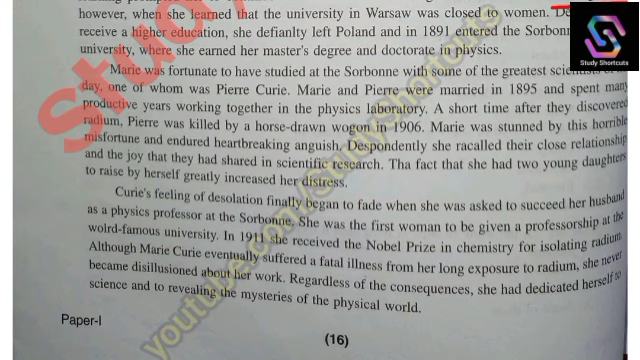 however, when she learned that the university in Warsaw was closed to women.
receive a higher education, she defiantly left Poland and in 1891 entered the Sorbon
university, where she earned her master's degree and doctorate in physics.
Marie was fortunate to have studied at the Sorbonne with some of the greatest
day, one of whom was Pierre Curie. Marie and Pierre were married in 1895 and spent many
productive years working together in the physics laboratory. A short time after they discovered
radium, Pierre was killed by a horse-drawn wogon in 1906. Marie was stunned by this horrible
misfortune and endured heartbreaking anguish. Despondently she racalled their close relationship
and the joy that they had shared in scientific research. Tha fact that she had two young daughters
to raise by herself greatly increased her distress.
Curie's feeling of desolation finally began to fade when she was asked to succeed her husband
as a physics professor at the Sorbonne. She was the first woman to be given a professorship at the
wolrd-famous university. In 1911 she received the Nobel Prize in chemistry for isolating radium.
Although Marie Curie eventually suffered a fatal illness from her long exposure to radium, she never
became disillusioned about her work. Regardless of the consequences, she had dedicated herself to
science and to revealing the mysteries of the physical world.
Paper-I
(16)
Study Shortcuts
youtube.com/StudyShortcuts